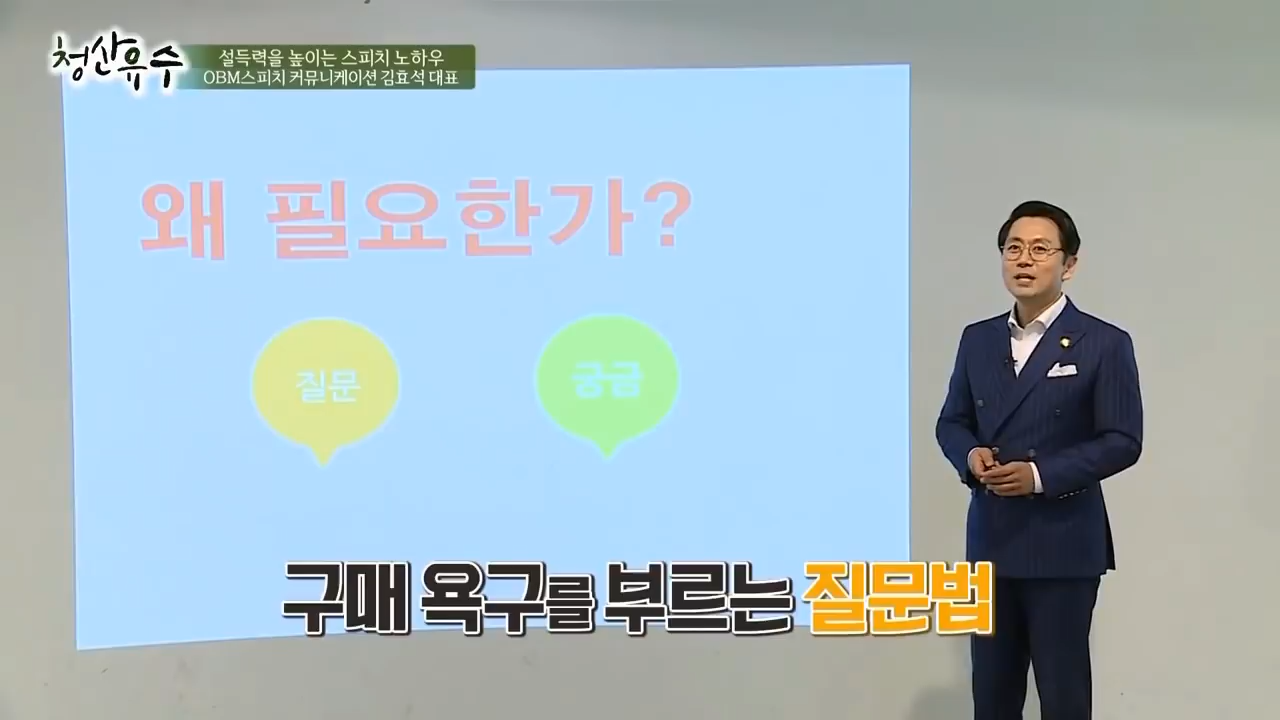 청산유수
설득력을 높이는 스피치 노하우
OBM스피치 커뮤니케이션 김효석 대표
왜 필요한가?
질문
궁금
구매 욕구를 부르는 질문법